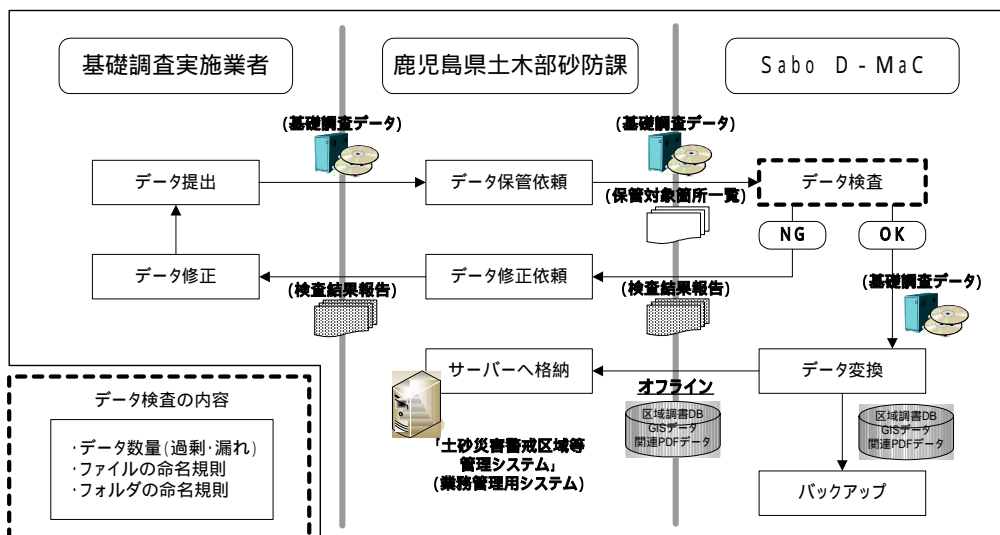 基礎調査実施業者
鹿児島県土木部砂防課
Sabo D-MaC
(基礎調査データ)
(基礎調査データ)
データ提出
データ保管依頼
データ検査
(保管対象箇所一覧)
NG
OK
データ修正
データ修正依頼
(検査結果報告)
(検査結果報告)
(基礎調査データ)
サーバーへ格納
データ変換
オフライン
区域調書DB
GISデータ
関連PDFデータ
区域調書DB
GISデータ
関連PDFデータ
「土砂災害警戒区域等
管理システム」
(業務管理用システム)
バックアップ
データ検査の内容
・データ数量(過剰・漏れ)
・ファイルの命名規則
・フォルダの命名規則